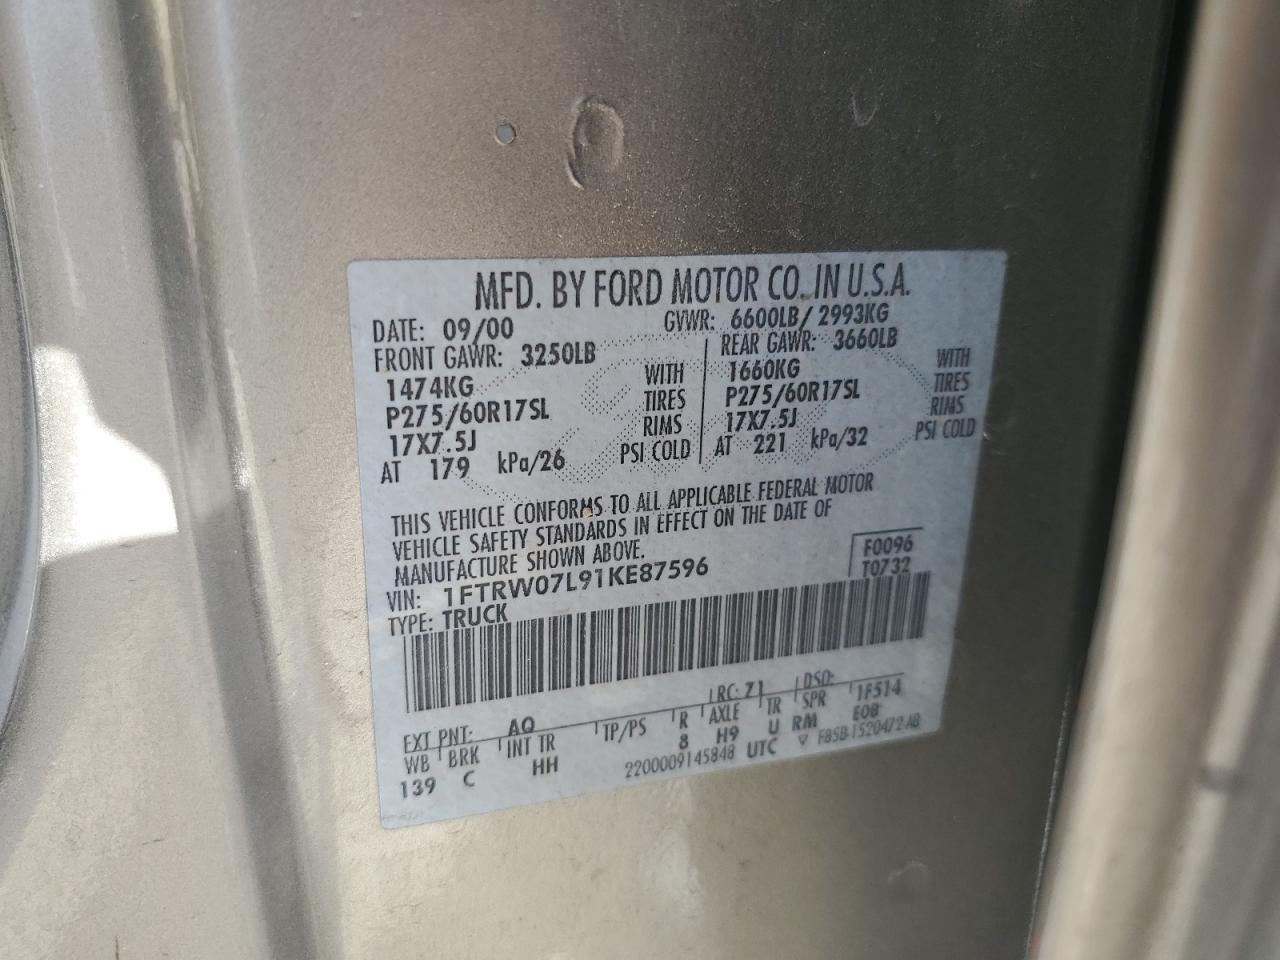 MFD. BY FORD MOTOR CO. IN U.S.A.
DATE: 09/00 GVWR: 6600LB/ 2993KG
FRONT GAWR: 3250LB REAR GAWR: 3660LB
1474KG WITH 1660KG WITH
P275/60R17SL TIRES P275/60R17SL TIRES
17X7.5J RIMS 17X7.5J RIMS
AT 179 kPa/26 PSI COLD AT 221 kPa/32 PSI COLD
THIS VEHICLE CONFORMS TO ALL APPLICABLE FEDERAL MOTOR
VEHICLE SAFETY STANDARDS IN EFFECT ON THE DATE OF
MANUFACTURE SHOWN ABOVE.
F0096
VIN: 1FTRW07L91KE87596 T0732
TYPE: TRUCK
EXT PNT: AQ RC: 71 DSO:
WB BRK INT TR TP/PS R AXLE TR SPR 1F514
139 C HH 8 H9 U RM E08
2200009145848 UTC ▽ F85B-1520472-AB